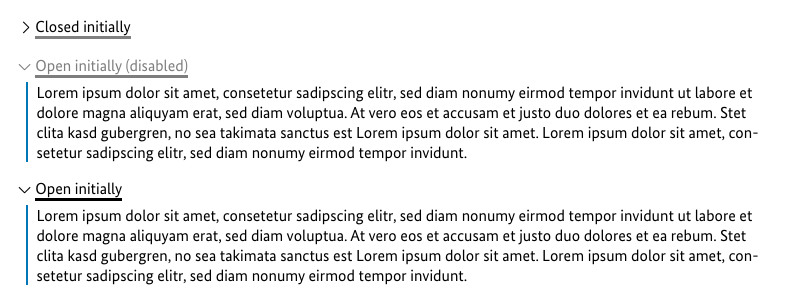 Closed initially
Open initially (disabled)
Lorem ipsum dolor sit amet, consetetur sadipscing elitr, sed diam nonumy eirmod tempor invidunt ut labore et
dolore magna aliquyam erat, sed diam voluptua. At vero eos et accusam et justo duo dolores et ea rebum. Stet
clita kasd gubergren, no sea takimata sanctus est Lorem ipsum dolor sit amet. Lorem ipsum dolor sit amet, con-
setetur sadipscing elitr, sed diam nonumy eirmod tempor invidunt.
Open initially
Lorem ipsum dolor sit amet, consetetur sadipscing elitr, sed diam nonumy eirmod tempor invidunt ut labore et
dolore magna aliquyam erat, sed diam voluptua. At vero eos et accusam et justo duo dolores et ea rebum. Stet
clita kasd gubergren, no sea takimata sanctus est Lorem ipsum dolor sit amet. Lorem ipsum dolor sit amet, con-
setetur sadipscing elitr, sed diam nonumy eirmod tempor invidunt.